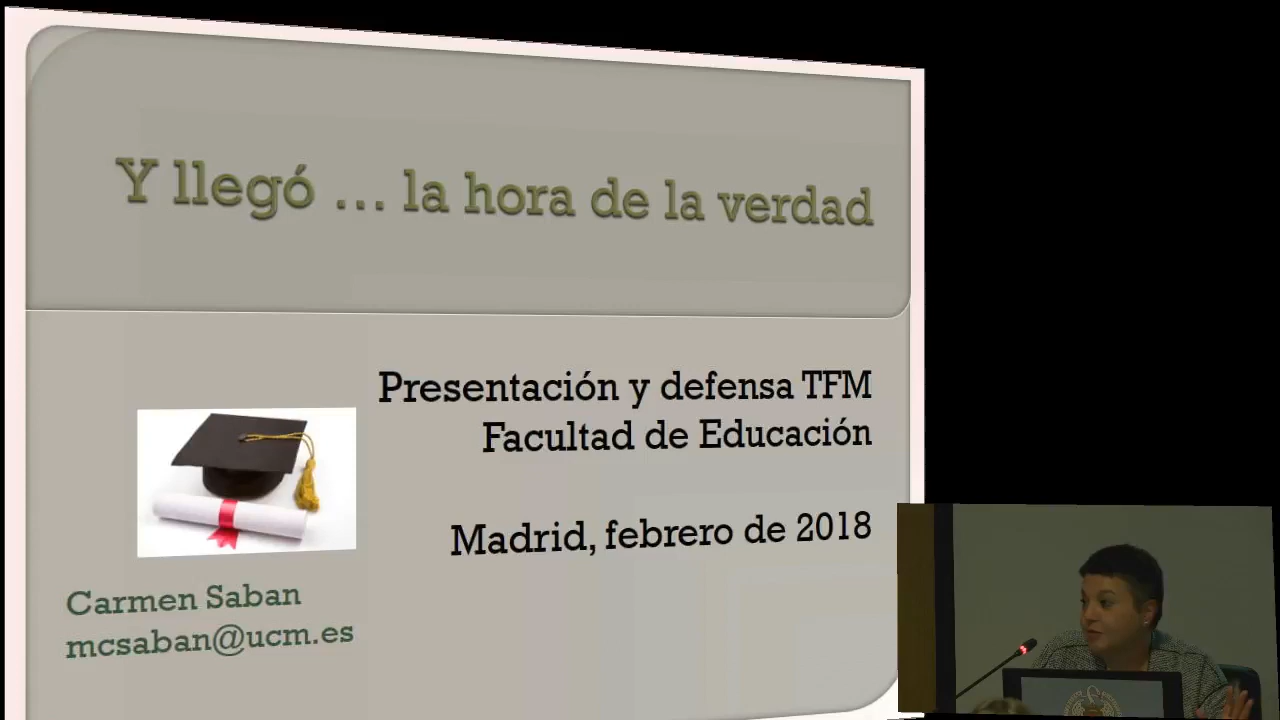 Y llegó ... la hora de la verdad
Presentación y defensa TFM
Facultad de Educación
Madrid, febrero de 2018
Carmen Saban
mcsaban@ucm.es